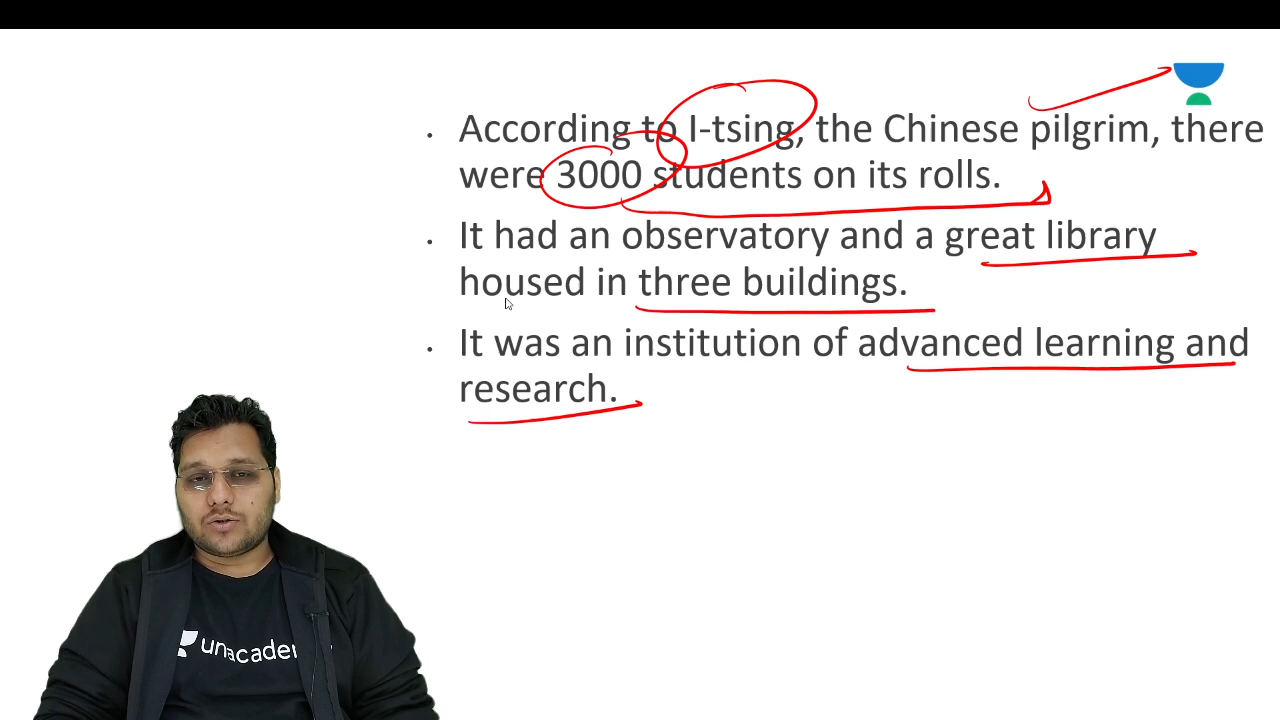 • According to I-tsing, the Chinese pilgrim, there
were 3000 students on its rolls.
• It had an observatory and a great library
housed in three buildings.
• It was an institution of advanced learning and
research.